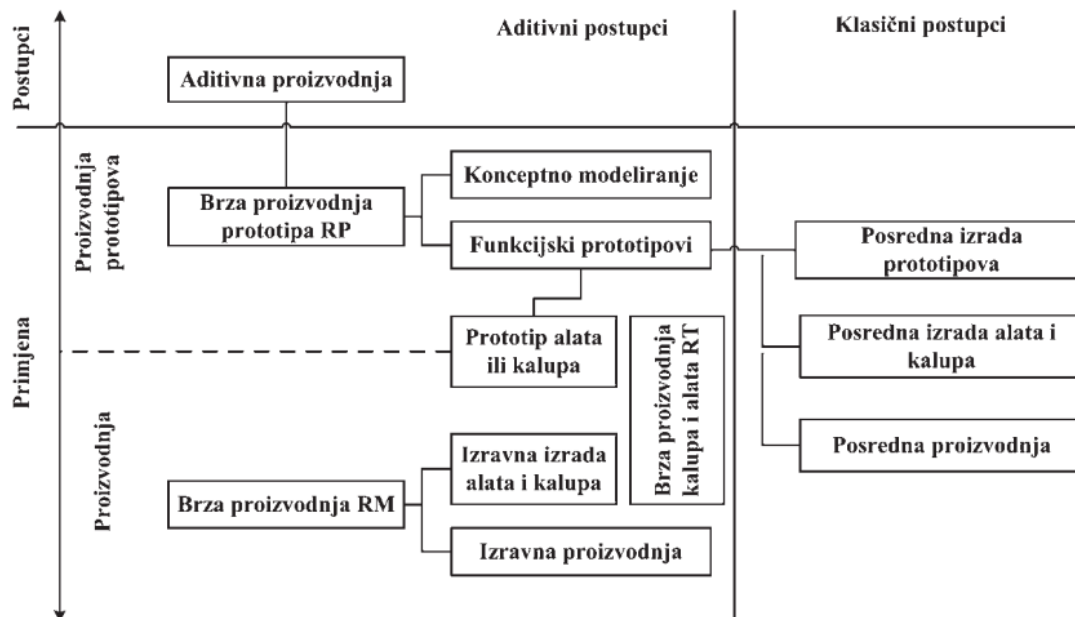 Aditivni postupci
Klasični postupci
Postupci
Aditivna proizvodnja
Proizvodnja
prototipova
Konceptno modeliranje
Brza proizvodnja
prototipa RP
Funkcijski prototipovi
Posredna izrada
prototipova
Primjena
Prototip alata
ili kalupa
Brza proizvodnja
kalupa i alata RT
Posredna izrada alata i
kalupa
Proizvodnja
Izravna izrada
alata i kalupa
Posredna proizvodnja
Brza proizvodnja RM
Izravna proizvodnja